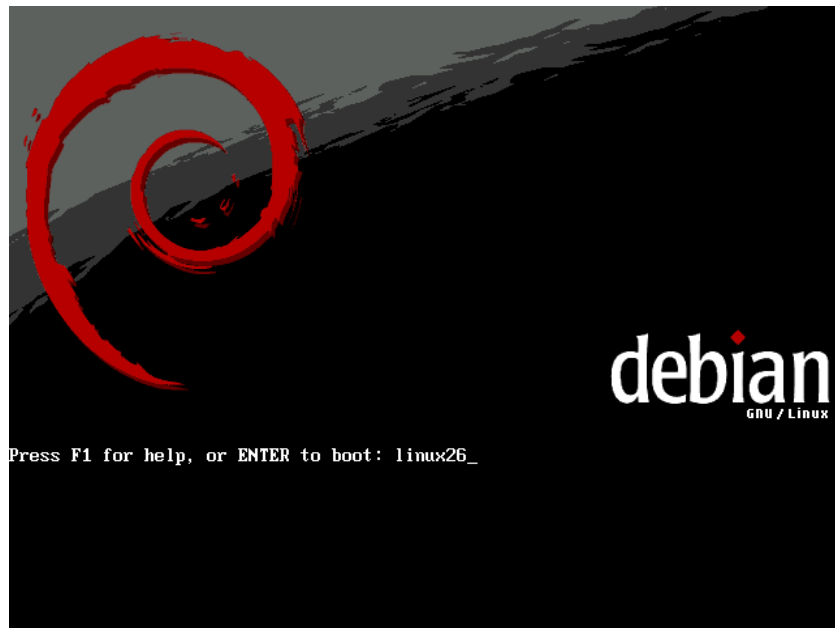 debian
GNU / Linux
Press F1 for help, or ENTER to boot: linux26_